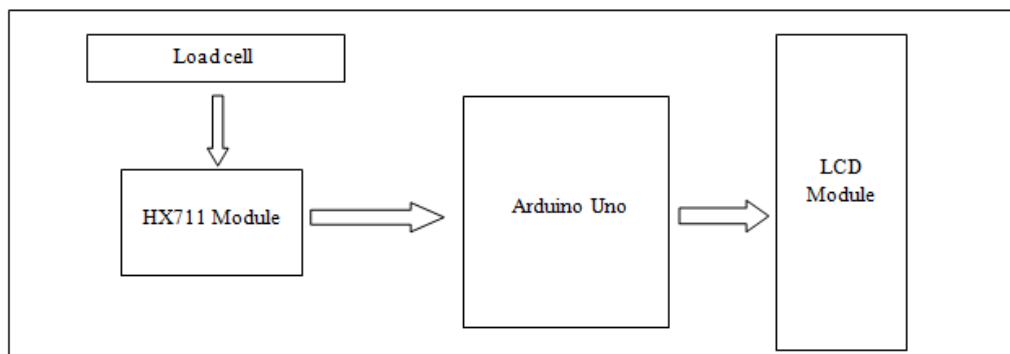 Load cell
HX711 Module
Arduino Uno
LCD
Module